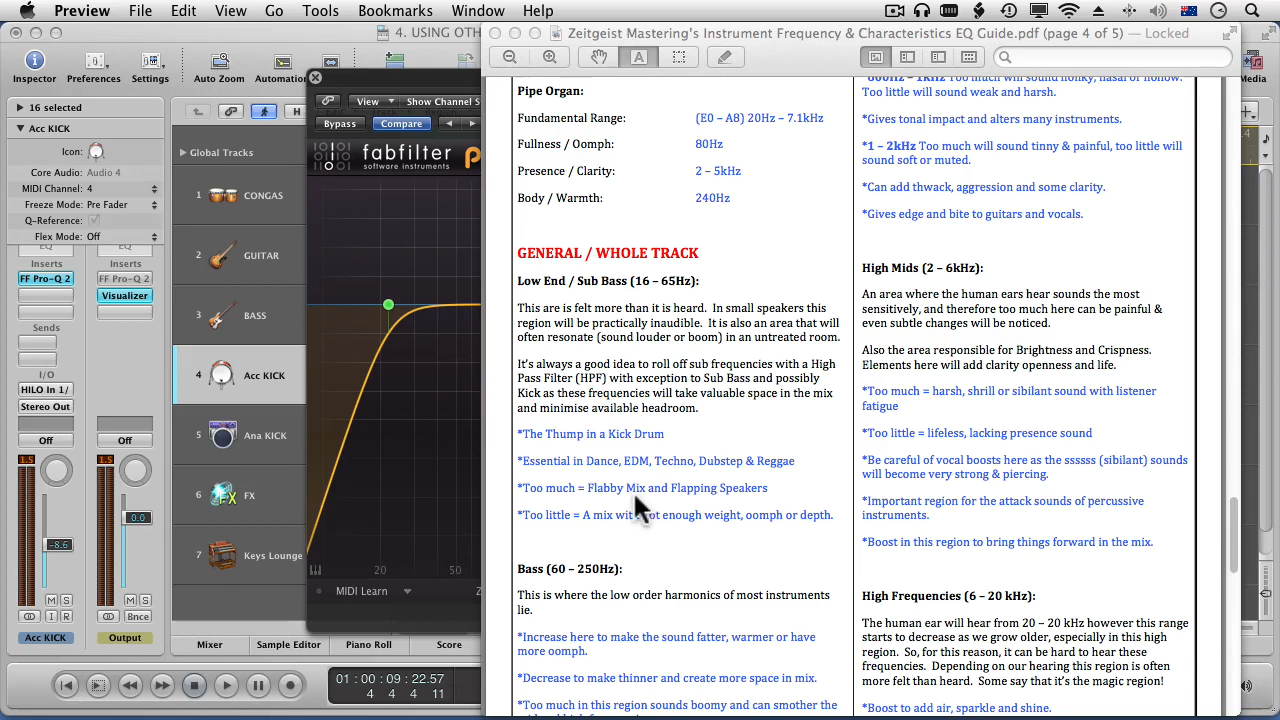 Preview File Edit View Go Tools Bookmarks Window Help
4. USING OTH
Zeitgeist Mastering's Instrument Frequency & Characteristics EQ Guide.pdf (page 4 of 5) — Locked
Inspector Preferences Settings Auto Zoom Automation
Media
16 selected
Acc KICK
Icon:
Core Audio: Audio 4
MIDI Channel: 4
Freeze Mode: Pre Fader
Q-Reference:
Flex Mode: Off
EQ EQ
Inserts Inserts
FF Pro-Q 2 FF Pro-Q 2
Visualizer
Sends
I/O
HILO In 1/
Stereo Out
Off Off
1.5 1.5
-8.6 0.0
M S M S
I R Bnce
Acc KICK Output
H
Global Tracks
1 CONGAS
2 GUITAR
3 BASS
4 Acc KICK
5 Ana KICK
6 FX
7 Keys Lounge
Mixer Sample Editor Piano Roll Score
View Show Channel S
Bypass Compare
fabfilter
software instruments
20 50
MIDI Learn
Z
01 : 00 : 09 : 22.57
4 4 4 11
Pipe Organ:
Fundamental Range: (E0 – A8) 20Hz – 7.1kHz
Fullness / Oomph: 80Hz
Presence / Clarity: 2 – 5kHz
Body / Warmth: 240Hz
GENERAL / WHOLE TRACK
Low End / Sub Bass (16 – 65Hz):
This are is felt more than it is heard. In small speakers this
region will be practically inaudible. It is also an area that will
often resonate (sound louder or boom) in an untreated room.
It's always a good idea to roll off sub frequencies with a High
Pass Filter (HPF) with exception to Sub Bass and possibly
Kick as these frequencies will take valuable space in the mix
and minimise available headroom.
*The Thump in a Kick Drum
*Essential in Dance, EDM, Techno, Dubstep & Reggae
*Too much = Flabby Mix and Flapping Speakers
*Too little = A mix with not enough weight, oomph or depth.
Bass (60 – 250Hz):
This is where the low order harmonics of most instruments
lie.
*Increase here to make the sound fatter, warmer or have
more oomph.
*Decrease to make thinner and create more space in mix.
*Too much in this region sounds boomy and can smother the
*600Hz – 1KHz Too much will sound honky, nasal or hollow.
Too little will sound weak and harsh.
*Gives tonal impact and alters many instruments.
*1 – 2kHz Too much will sound tinny & painful, too little will
sound soft or muted.
*Can add thwack, aggression and some clarity.
*Gives edge and bite to guitars and vocals.
High Mids (2 – 6kHz):
An area where the human ears hear sounds the most
sensitively, and therefore too much here can be painful &
even subtle changes will be noticed.
Also the area responsible for Brightness and Crispness.
Elements here will add clarity openness and life.
*Too much = harsh, shrill or sibilant sound with listener
fatigue
*Too little = lifeless, lacking presence sound
*Be careful of vocal boosts here as the ssssss (sibilant) sounds
will become very strong & piercing.
*Important region for the attack sounds of percussive
instruments.
*Boost in this region to bring things forward in the mix.
High Frequencies (6 – 20 kHz):
The human ear will hear from 20 – 20 kHz however this range
starts to decrease as we grow older, especially in this high
region. So, for this reason, it can be hard to hear these
frequencies. Depending on our hearing this region is often
more felt than heard. Some say that it's the magic region!
*Boost to add air, sparkle and shine.